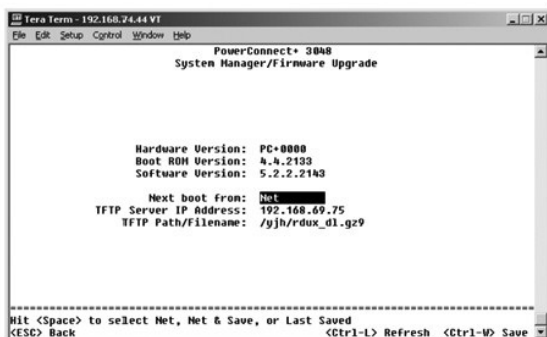 Tera Term - 192.168.74.44 VT
File Edit Setup Control Window Help
PowerConnect+ 3048
System Manager/Firmware Upgrade
Hardware Version: PC+0000
Boot ROM Version: 4.4.2133
Software Version: 5.2.2.2143
Next boot from: Net
TFTP Server IP Address: 192.168.69.75
TFTP Path/Filename: /yjh/rdux_dl.gz9
Hit <Space> to select Net, Net & Save, or Last Saved
<ESC> Back <Ctrl-L> Refresh <Ctrl-W> Save